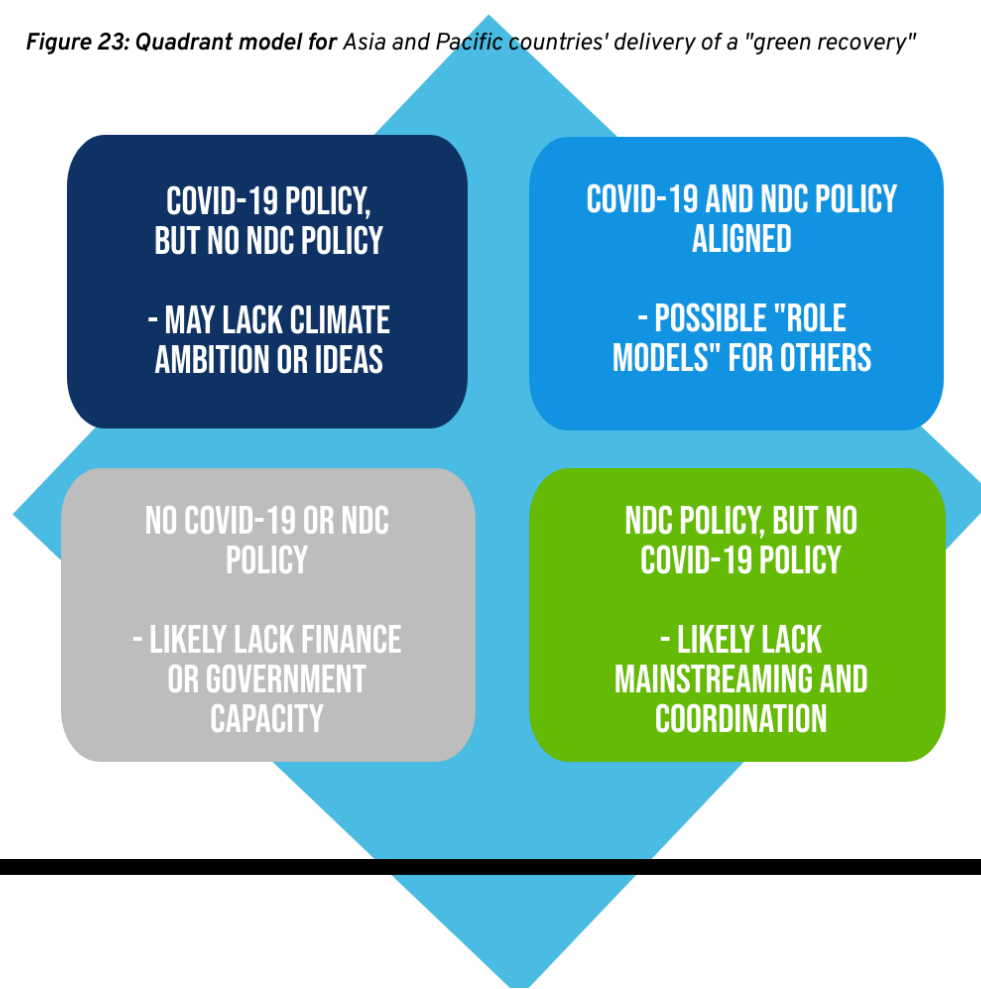 Figure 23: Quadrant model for Asia and Pacific countries' delivery of a "green recovery"
COVID-19 POLICY,
BUT NO NDC POLICY
- MAY LACK CLIMATE
AMBITION OR IDEAS
COVID-19 AND NDC POLICY
ALIGNED
- POSSIBLE "ROLE
MODELS" FOR OTHERS
NO COVID-19 OR NDC
POLICY
- LIKELY LACK FINANCE
OR GOVERNMENT
CAPACITY
NDC POLICY, BUT NO
COVID-19 POLICY
- LIKELY LACK
MAINSTREAMING AND
COORDINATION